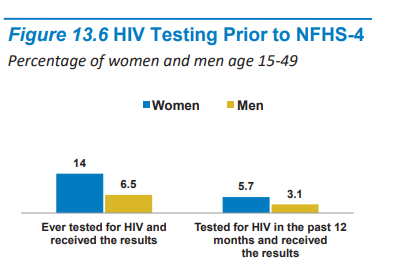 Figure 13.6 HIV Testing Prior to NFHS-4
Percentage of women and men age 15-49
Women Men
14
6.5
5.7
3.1
Ever tested for HIV and
received the results
Tested for HIV in the past 12
months and received
the results